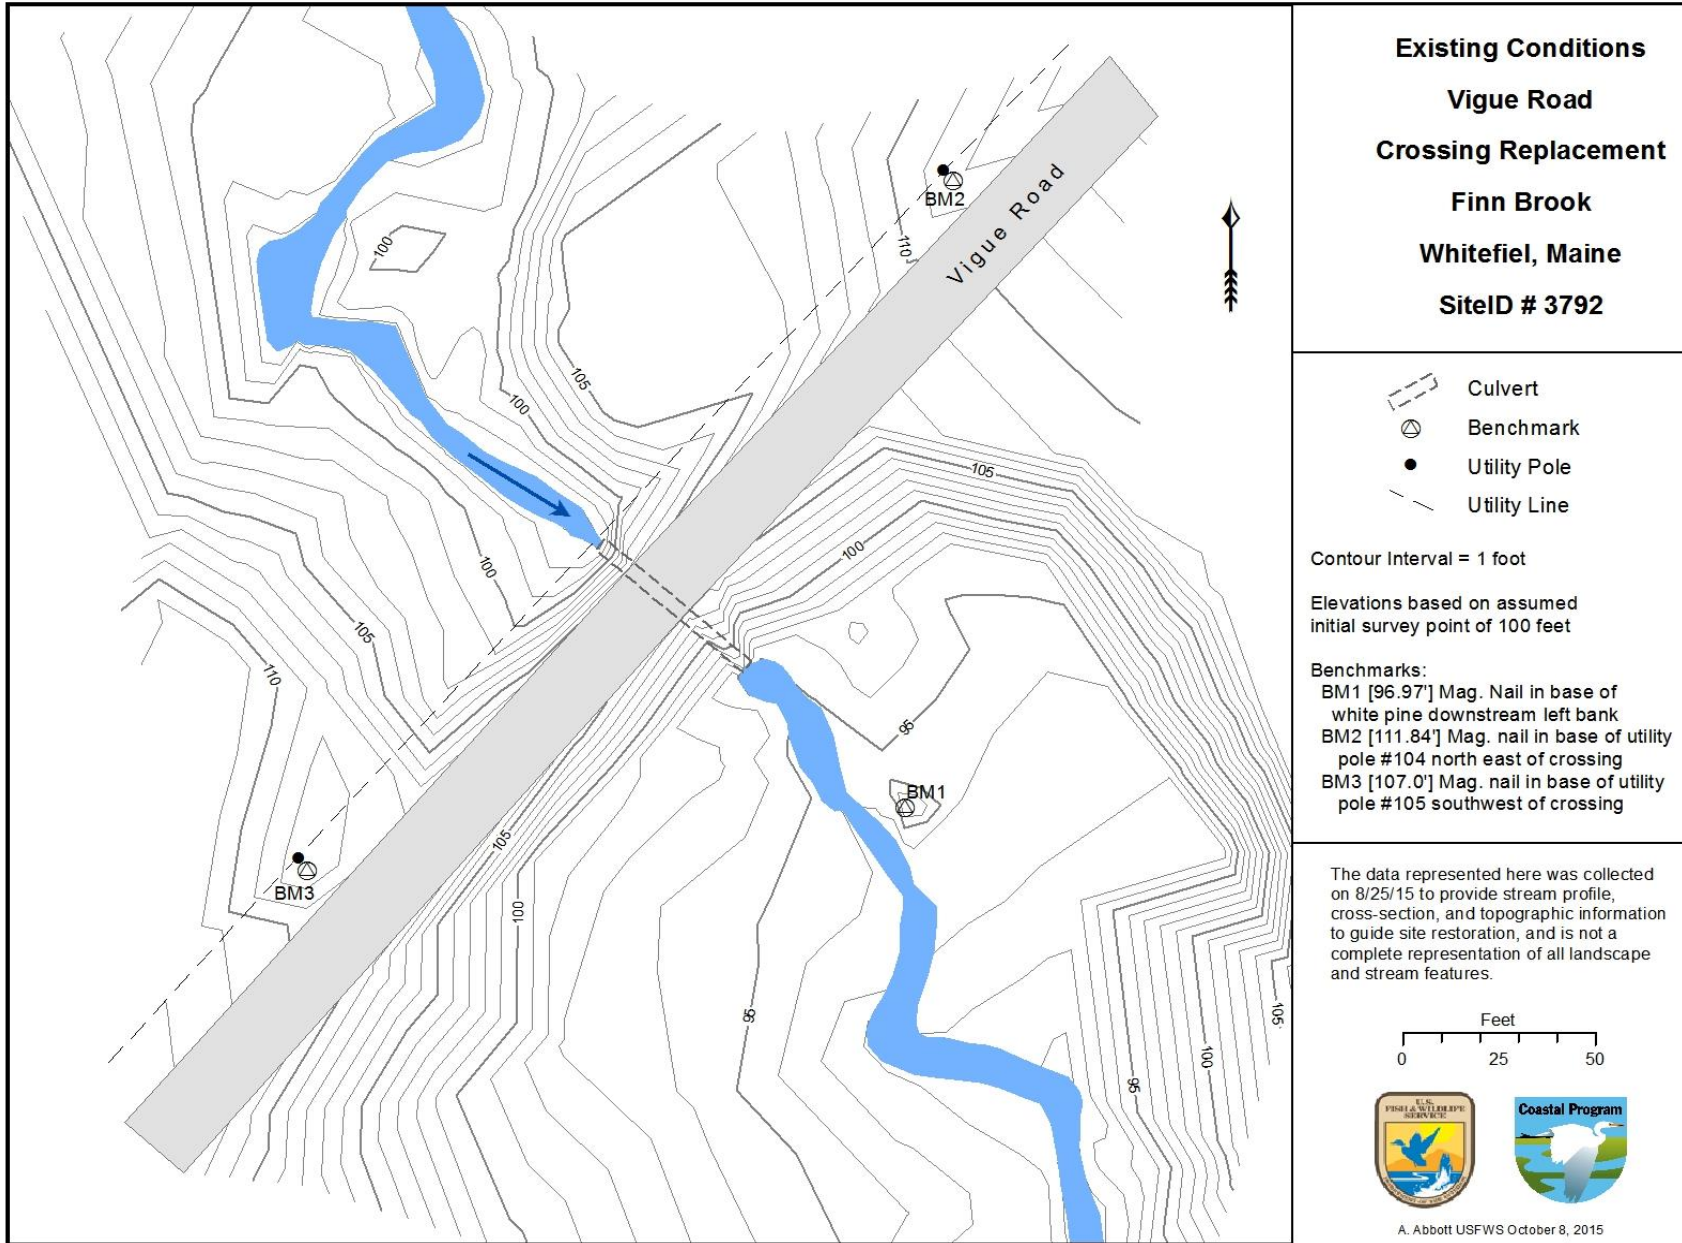 Existing Conditions
Vigue Road
Crossing Replacement
Finn Brook
Whitefiel, Maine
SiteID # 3792
Culvert
Benchmark
Utility Pole
Utility Line
Contour Interval = 1 foot
Elevations based on assumed
initial survey point of 100 feet
Benchmarks:
BM1 [96.97'] Mag. Nail in base of
white pine downstream left bank
BM2 [111.84'] Mag. nail in base of utility
pole #104 north east of crossing
BM3 [107.0'] Mag. nail in base of utility
pole #105 southwest of crossing
The data represented here was collected
on 8/25/15 to provide stream profile,
cross-section, and topographic information
to guide site restoration, and is not a
complete representation of all landscape
and stream features.
Feet
0 25 50
U.S.
FISH & WILDLIFE
SERVICE
Coastal Program
A. Abbott USFWS October 8, 2015
BM2
Vigue Road
110
100
105
100
105
100
100
105
110
95
BM1
105
BM3
100
95
105
100
95